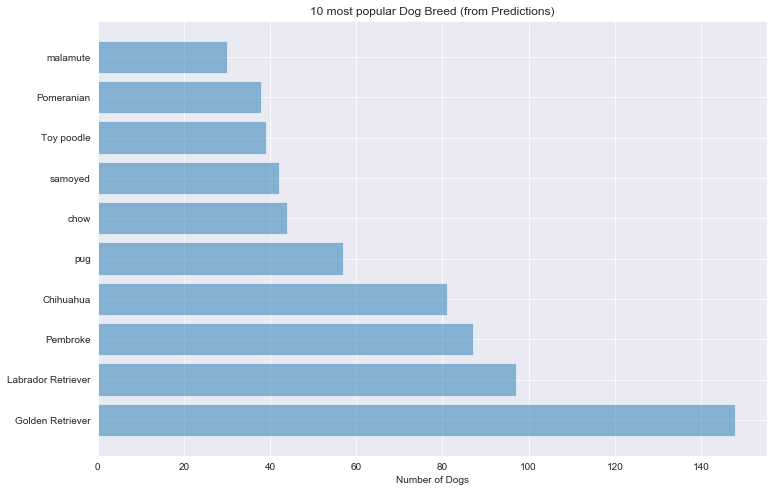 10 most popular Dog Breed (from Predictions)
malamute
Pomeranian
Toy poodle
samoyed
chow
pug
Chihuahua
Pembroke
Labrador Retriever
Golden Retriever
0 20 40 60 80 100 120 140
Number of Dogs